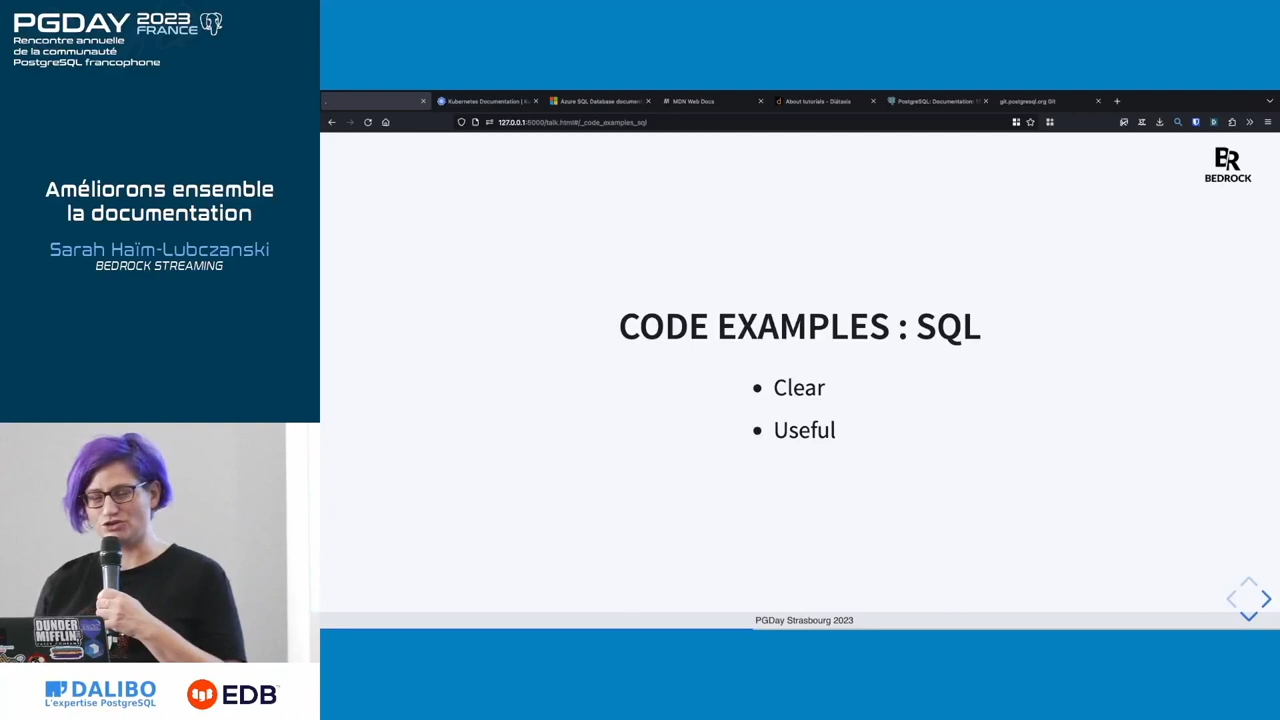 PGDAY 2023 FRANCE
Rencontre annuelle
de la communauté
PostgreSQL francophone
Améliorons ensemble
la documentation
Sarah Haïm-Lubczanski
BEDROCK STREAMING
Kubernetes Documentation | K
Azure SQL Database document
MDN Web Docs
About tutorials - Diátaxis
PostgreSQL: Documentation:
git.postgresql.org Git
127.0.0.1:8000/talk.html#/_code_examples_sql
BR
BEDROCK
CODE EXAMPLES : SQL
• Clear
• Useful
PGDay Strasbourg 2023
DUNDER
MIFFLIN
DALIBO
L'expertise PostgreSQL
EDB